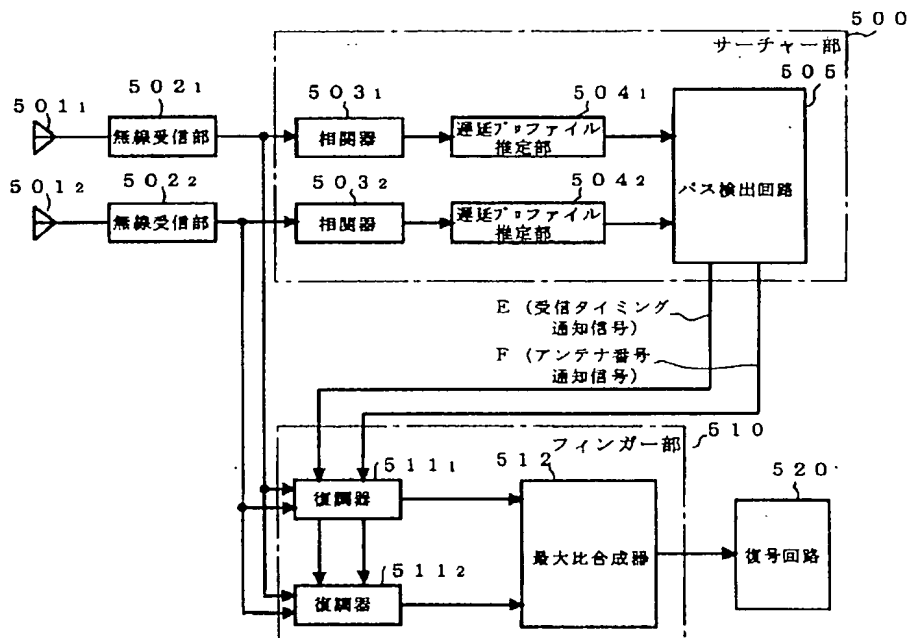 500
サーチャー部
505
501₁
502₁
503₁
504₁
無線受信部
相関器
遅延プロファイル
推定部
パス検出回路
501₂
502₂
503₂
504₂
無線受信部
相関器
遅延プロファイル
推定部
E (受信タイミング
通知信号)
F (アンテナ番号
通知信号)
510
フィンガー部
511₁
512
520
復調器
最大比合成器
復号回路
511₂
復調器